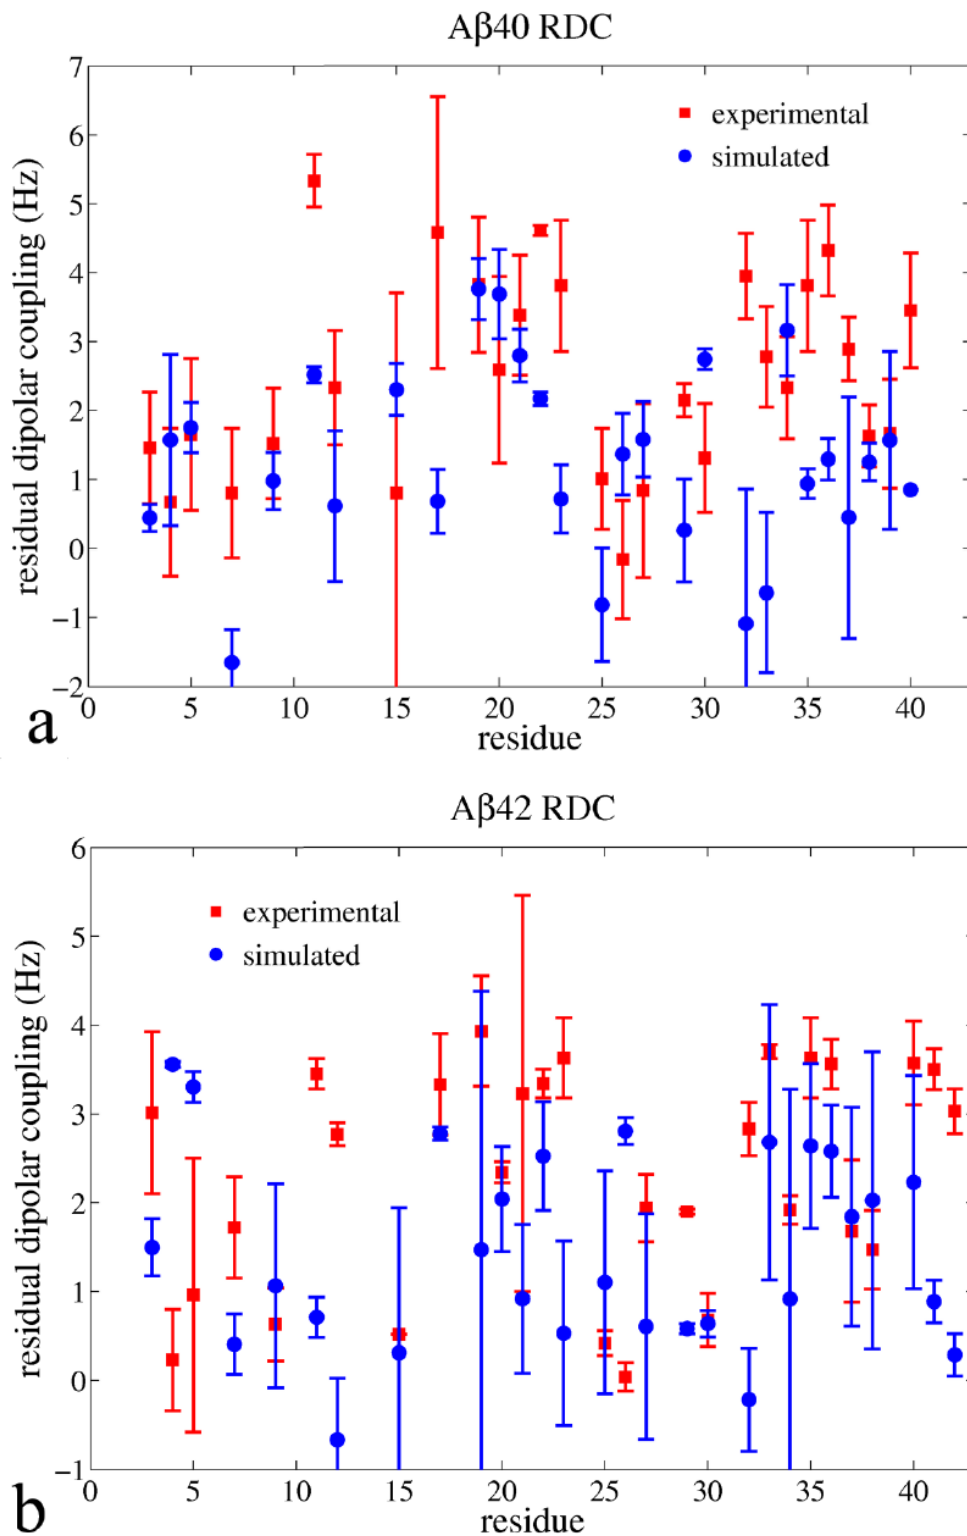 Aβ40 RDC
residual dipolar coupling (Hz)
7
6
5
4
3
2
1
0
−1
−2
experimental
simulated
0 5 10 15 20 25 30 35 40
residue
a
Aβ42 RDC
residual dipolar coupling (Hz)
6
5
4
3
2
1
0
−1
experimental
simulated
0 5 10 15 20 25 30 35 40
residue
b